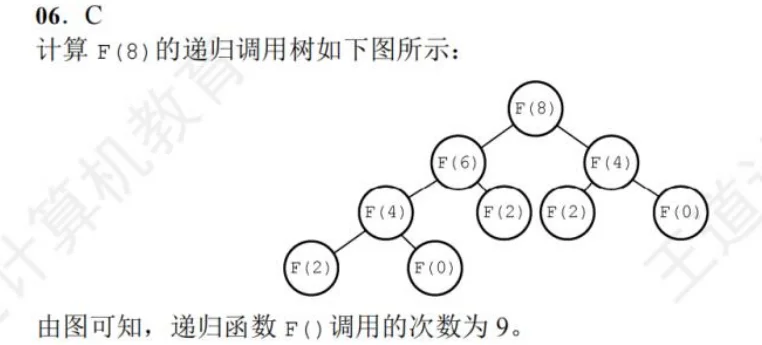 06. C
计算 F(8)的递归调用树如下图所示：
F(8)
F(6) F(4)
F(4) F(2) F(2) F(0)
F(2) F(0)
由图可知，递归函数 F()调用的次数为 9。
计算机教育
王道